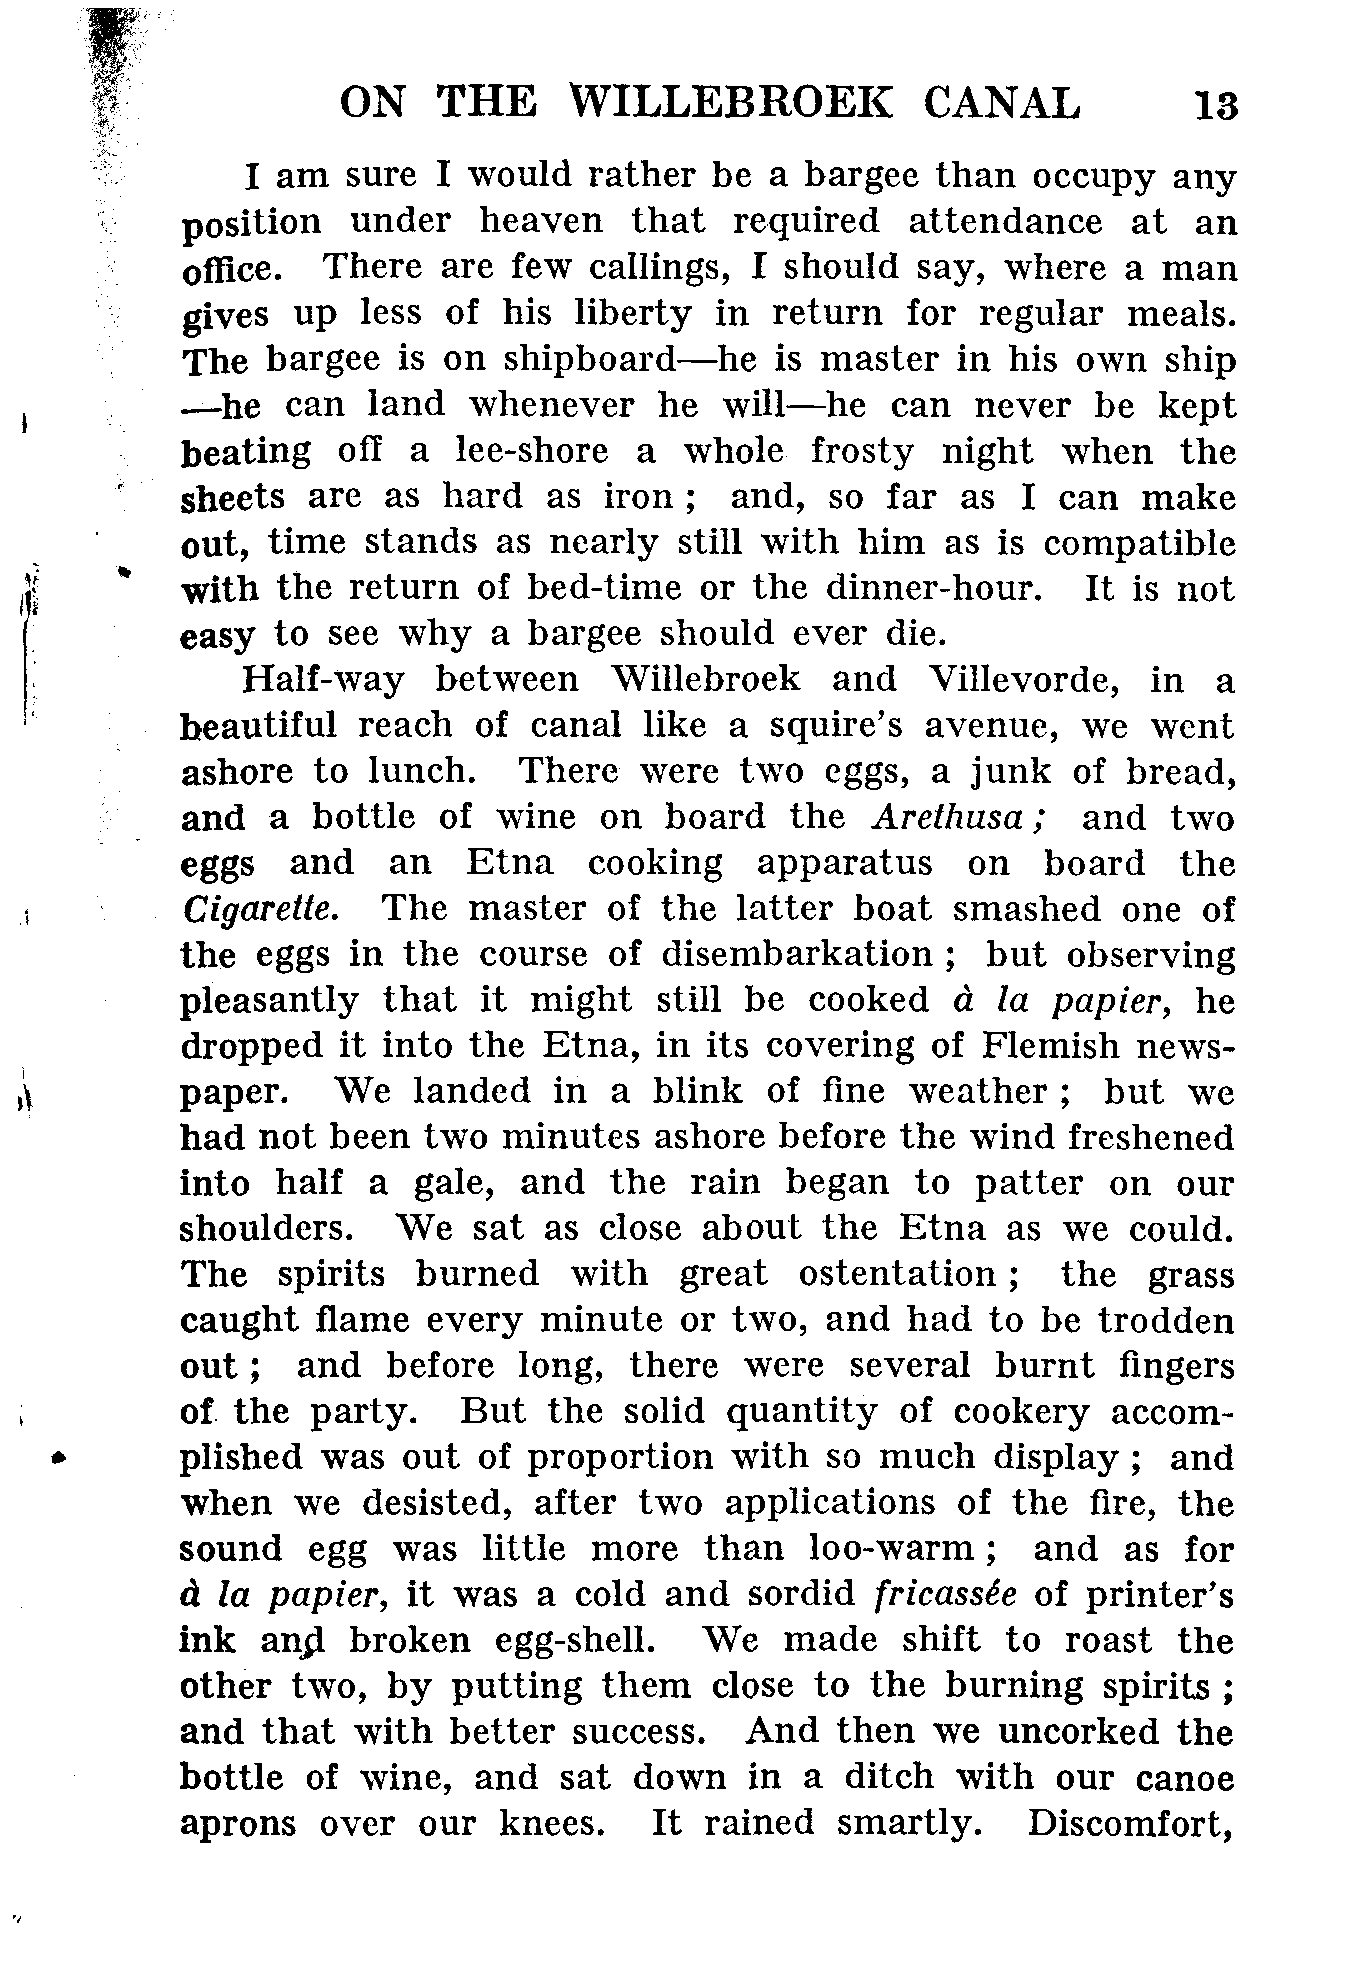 ON THE WILLEBROEK CANAL 13
I am sure I would rather be a bargee than occupy any
position under heaven that required attendance at an
office. There are few callings, I should say, where a man
gives up less of his liberty in return for regular meals.
The bargee is on shipboard—he is master in his own ship
—he can land whenever he will—he can never be kept
beating off a lee-shore a whole frosty night when the
sheets are as hard as iron ; and, so far as I can make
out, time stands as nearly still with him as is compatible
with the return of bed-time or the dinner-hour. It is not
easy to see why a bargee should ever die.
Half-way between Willebroek and Villevorde, in a
beautiful reach of canal like a squire's avenue, we went
ashore to lunch. There were two eggs, a junk of bread,
and a bottle of wine on board the Arethusa ; and two
eggs and an Etna cooking apparatus on board the
Cigarette. The master of the latter boat smashed one of
the eggs in the course of disembarkation ; but observing
pleasantly that it might still be cooked à la papier, he
dropped it into the Etna, in its covering of Flemish news-
paper. We landed in a blink of fine weather ; but we
had not been two minutes ashore before the wind freshened
into half a gale, and the rain began to patter on our
shoulders. We sat as close about the Etna as we could.
The spirits burned with great ostentation ; the grass
caught flame every minute or two, and had to be trodden
out ; and before long, there were several burnt fingers
of the party. But the solid quantity of cookery accom-
plished was out of proportion with so much display ; and
when we desisted, after two applications of the fire, the
sound egg was little more than loo-warm ; and as for
à la papier, it was a cold and sordid fricassée of printer's
ink and broken egg-shell. We made shift to roast the
other two, by putting them close to the burning spirits ;
and that with better success. And then we uncorked the
bottle of wine, and sat down in a ditch with our canoe
aprons over our knees. It rained smartly. Discomfort,